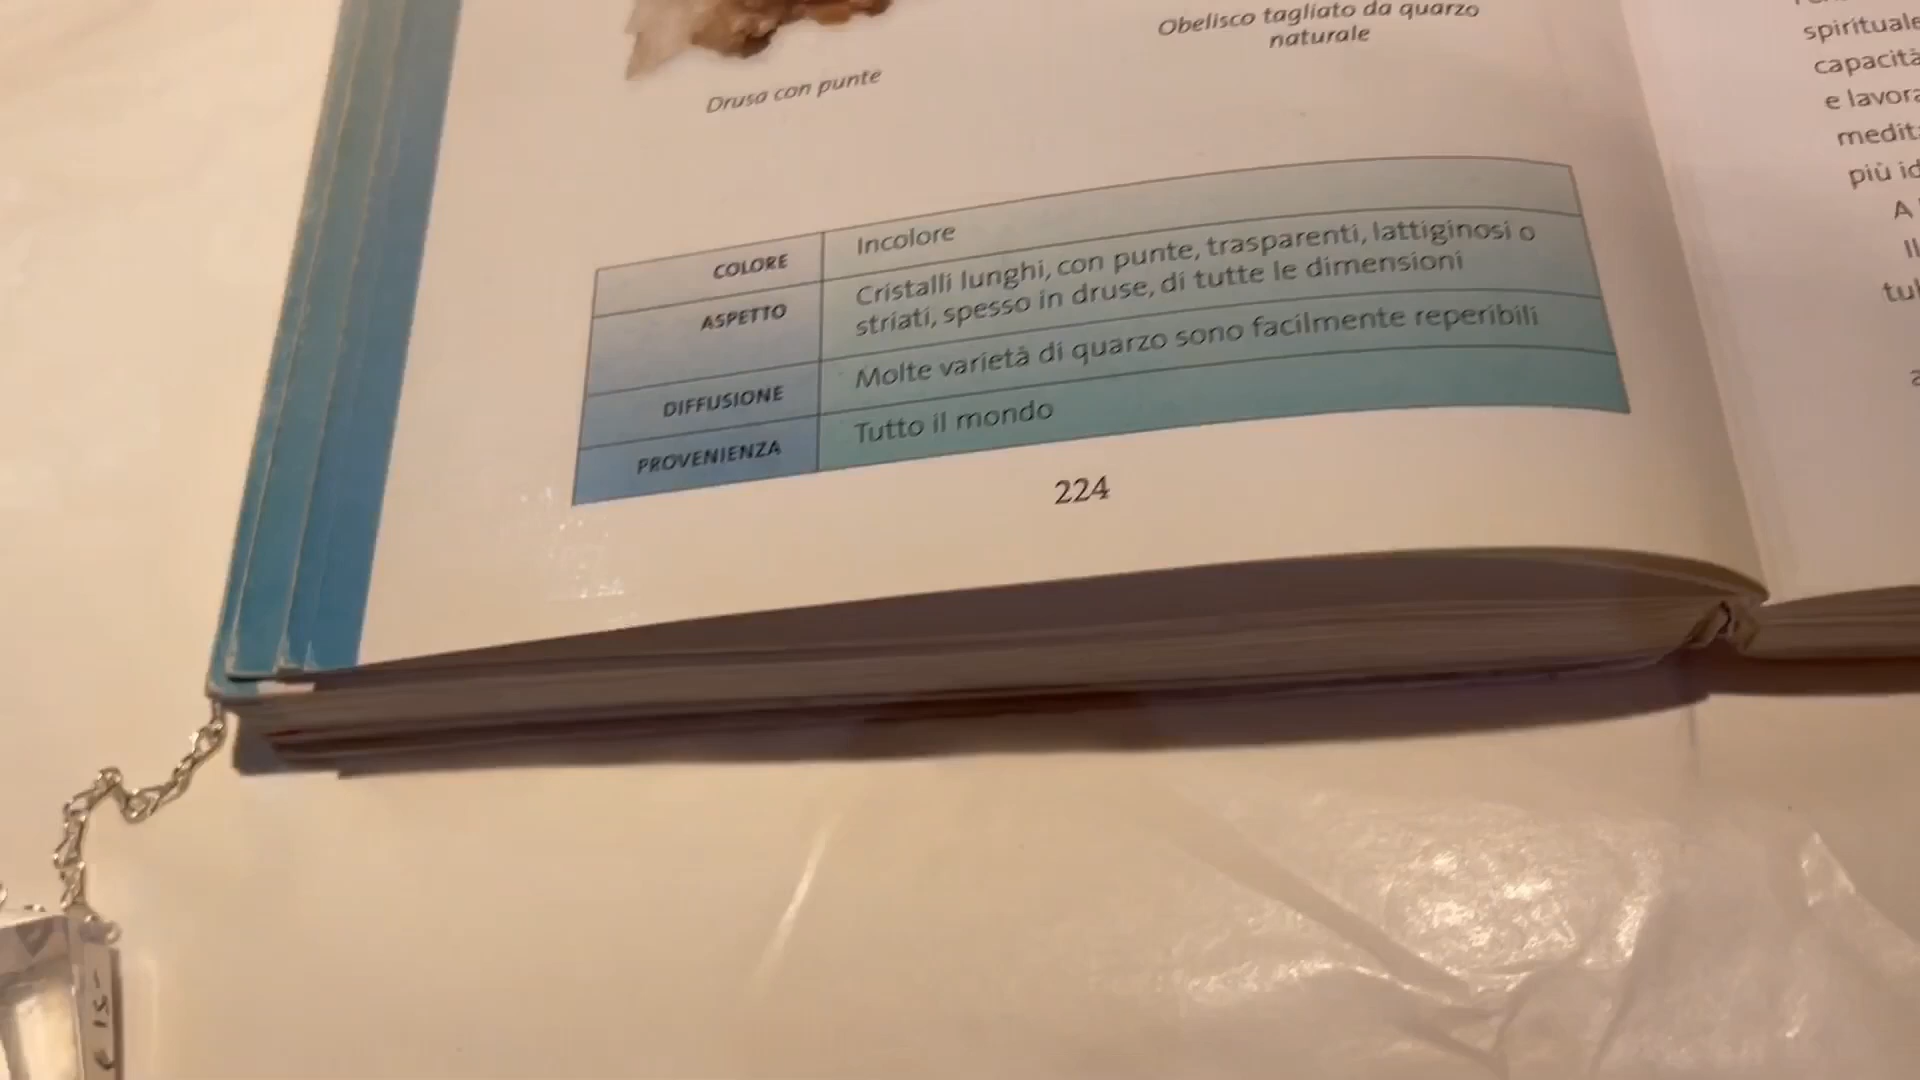 Obelisco tagliato da quarzo
naturale
Drusa con punte
COLORE
Incolore
ASPETTO
Cristalli lunghi, con punte, trasparenti, lattiginosi o
striati, spesso in druse, di tutte le dimensioni
DIFFUSIONE
Molte varietà di quarzo sono facilmente reperibili
PROVENIENZA
Tutto il mondo
224
spirituale
capacità
e lavora
più
A
€ 15-